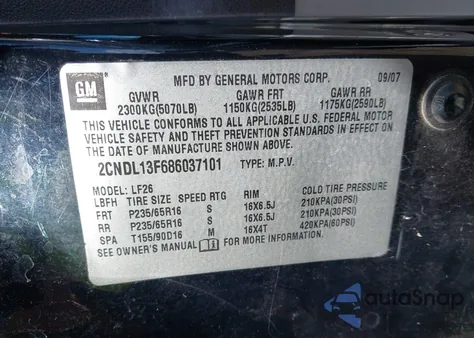 GM
MFD BY GENERAL MOTORS CORP. 09/07
GVWR GAWR FRT GAWR RR
2300KG(5070LB) 1150KG(2535LB) 1175KG(2590LB)
THIS VEHICLE CONFORMS TO ALL APPLICABLE U.S. FEDERAL MOTOR
VEHICLE SAFETY AND THEFT PREVENTION STANDARDS IN EFFECT ON
THE DATE OF MANUFACTURE SHOWN ABOVE.
2CNDL13F686037101 TYPE: M.P.V.
MODEL: LF26
LBFH TIRE SIZE SPEED RTG RIM COLD TIRE PRESSURE
FRT P235/65R16 S 16X6.5J 210KPA(30PSI)
RR P235/65R16 S 16X6.5J 210KPA(30PSI)
SPA T155/90D16 M 16X4T 420KPA(60PSI)
SEE OWNER'S MANUAL FOR MORE INFORMATION.
autoSnap